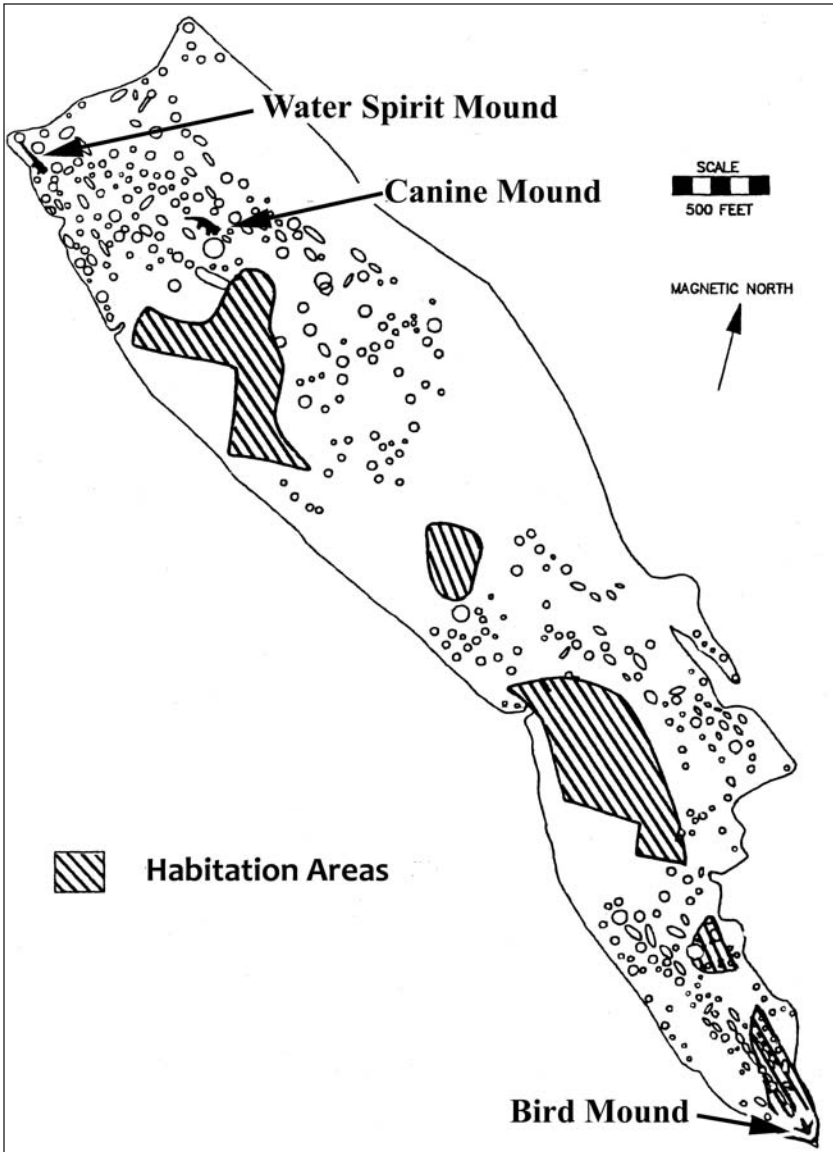 Water Spirit Mound
Canine Mound
SCALE
500 FEET
MAGNETIC NORTH
Habitation Areas
Bird Mound